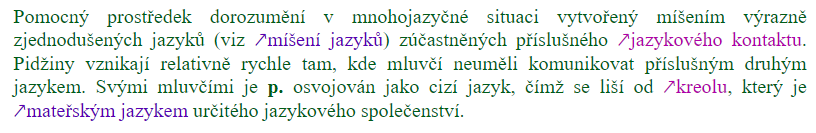 Pomocný prostředek dorozumění v mnohojazyčné situaci vytvořený míšením výrazně
zjednodušených jazyků (viz ↗míšení jazyků) zúčastněných příslušného ↗jazykového kontaktu.
Pidžiny vznikají relativně rychle tam, kde mluvčí neuměli komunikovat příslušným druhým
jazykem. Svými mluvčími je p. osvojován jako cizí jazyk, čímž se liší od ↗kreolu, který je
↗mateřským jazykem určitého jazykového společenství.